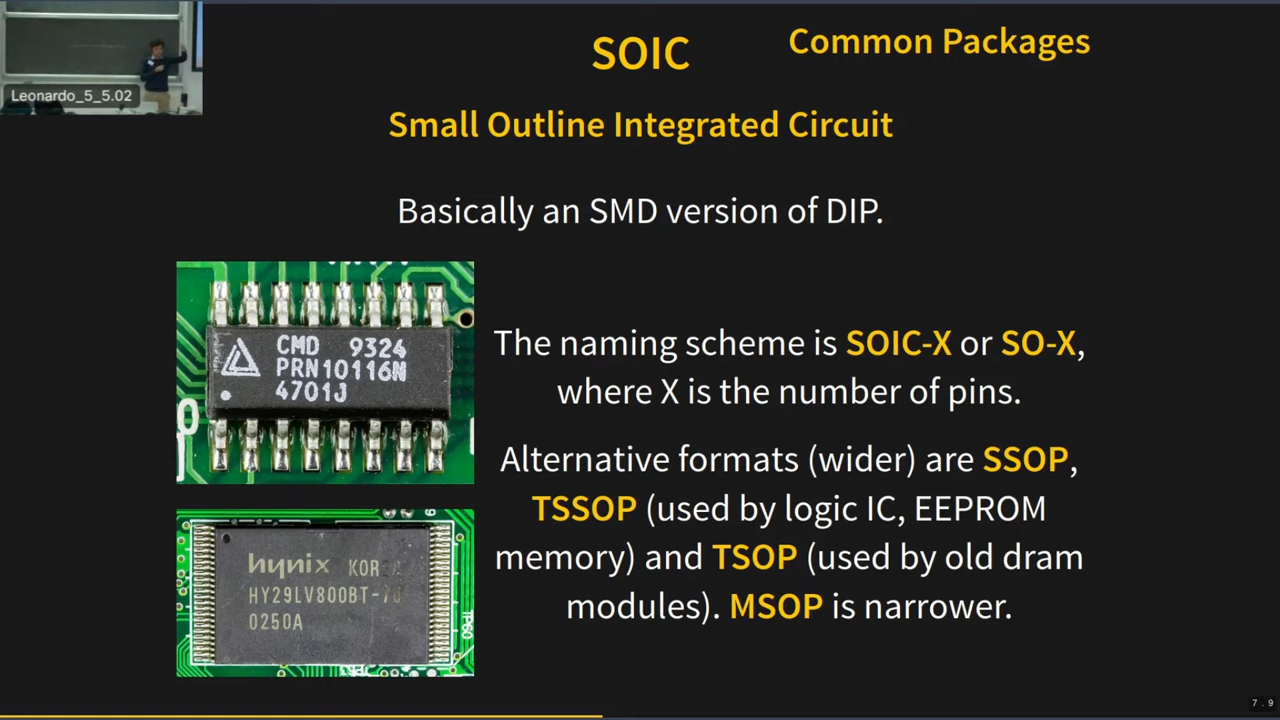 SOIC
Common Packages
Leonardo_5_5.02
Small Outline Integrated Circuit
Basically an SMD version of DIP.
CMD 9324
PRN10116N
4701J
The naming scheme is SOIC-X or SO-X,
where X is the number of pins.
Alternative formats (wider) are SSOP,
TSSOP (used by logic IC, EEPROM
memory) and TSOP (used by old dram
modules). MSOP is narrower.
hynix
HY29LV800BT-70
0250A
TP60
7.9